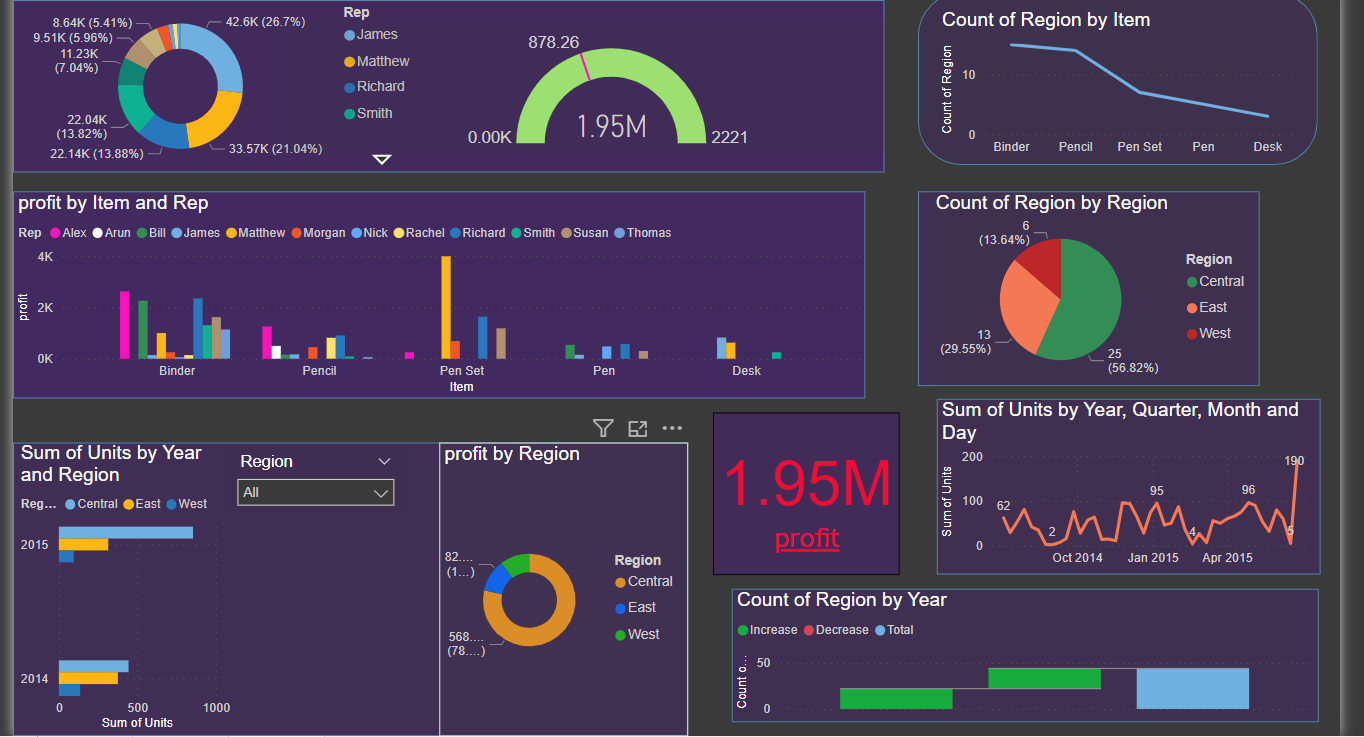 8.64K (5.41%)
9.51K (5.96%)
11.23K
(7.04%)
22.04K
(13.82%)
22.14K (13.88%)
42.6K (26.7%)
33.57K (21.04%)
Rep
James
Matthew
Richard
Smith
878.26
0.00K
1.95M
2221
Count of Region by Item
Count of Region
10
0
Binder Pencil Pen Set Pen Desk
profit by Item and Rep
Rep Alex Arun Bill James Matthew Morgan Nick Rachel Richard Smith Susan Thomas
profit
4K
2K
0K
Binder Pencil Pen Set Pen Desk
Item
Count of Region by Region
6
(13.64%)
13
(29.55%)
25
(56.82%)
Region
Central
East
West
Sum of Units by Year
and Region
Reg... Central East West
2015
2014
0 500 1000
Sum of Units
Region
All
profit by Region
82....
(1...)
568....
(78....)
Region
Central
East
West
1.95M
profit
Sum of Units by Year, Quarter, Month and
Day
Sum of Units
200
100
0
62
2
95
4
96
5
190
Oct 2014 Jan 2015 Apr 2015
Count of Region by Year
Increase Decrease Total
Count o...
50
0